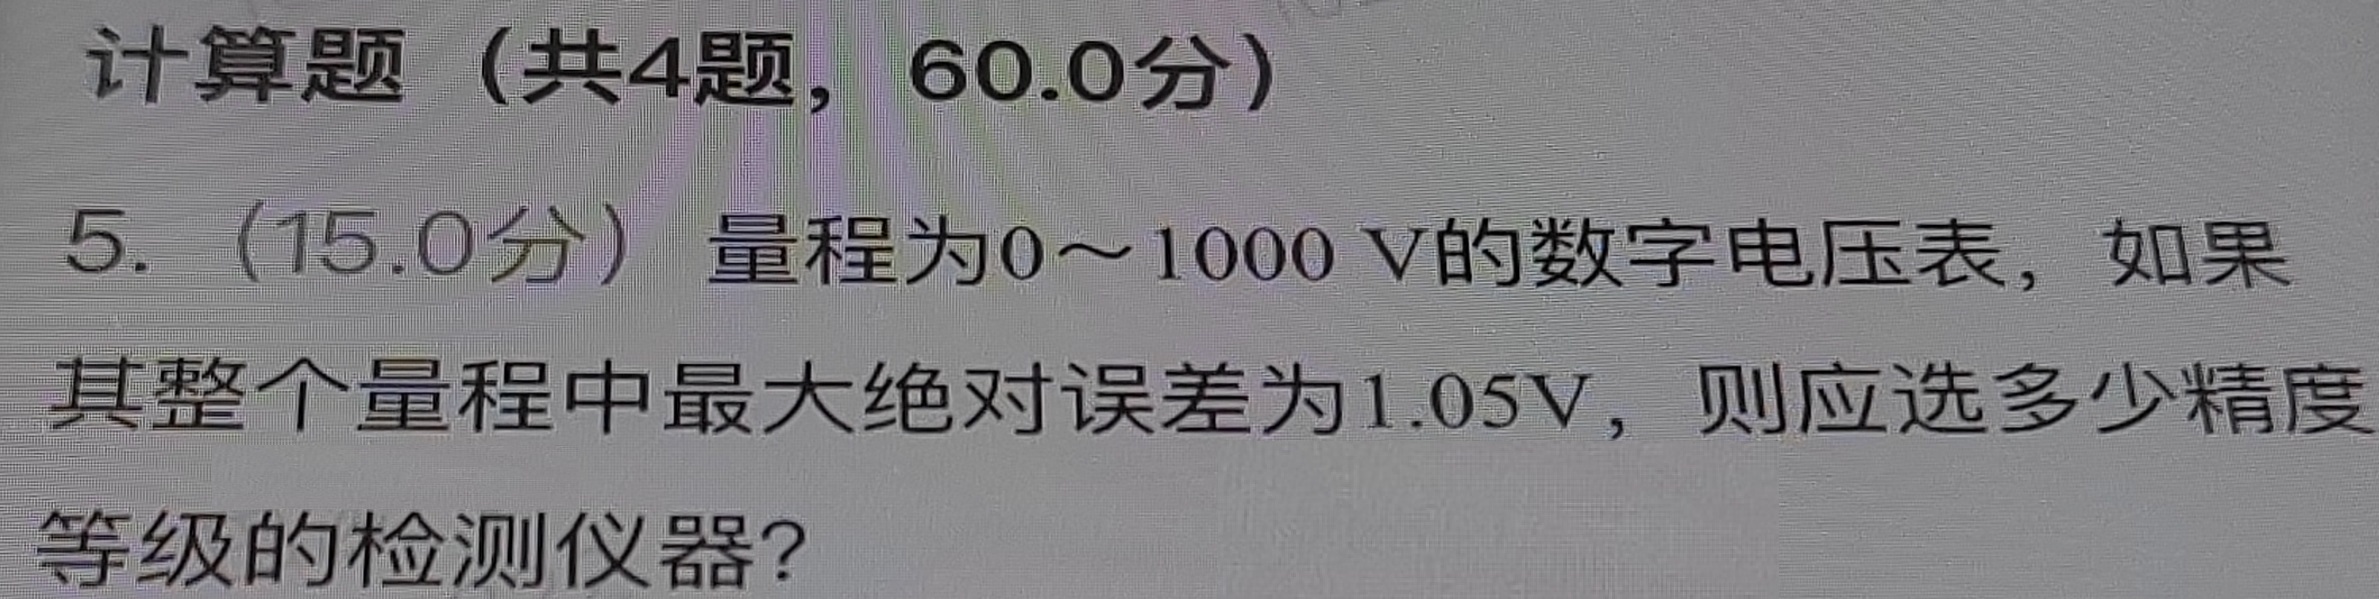 计算题（共4题，60.0分）
5.（15.0分）量程为0～1000 V的数字电压表，如果
其整个量程中最大绝对误差为1.05V，则应选多少精度
等级的检测仪器?